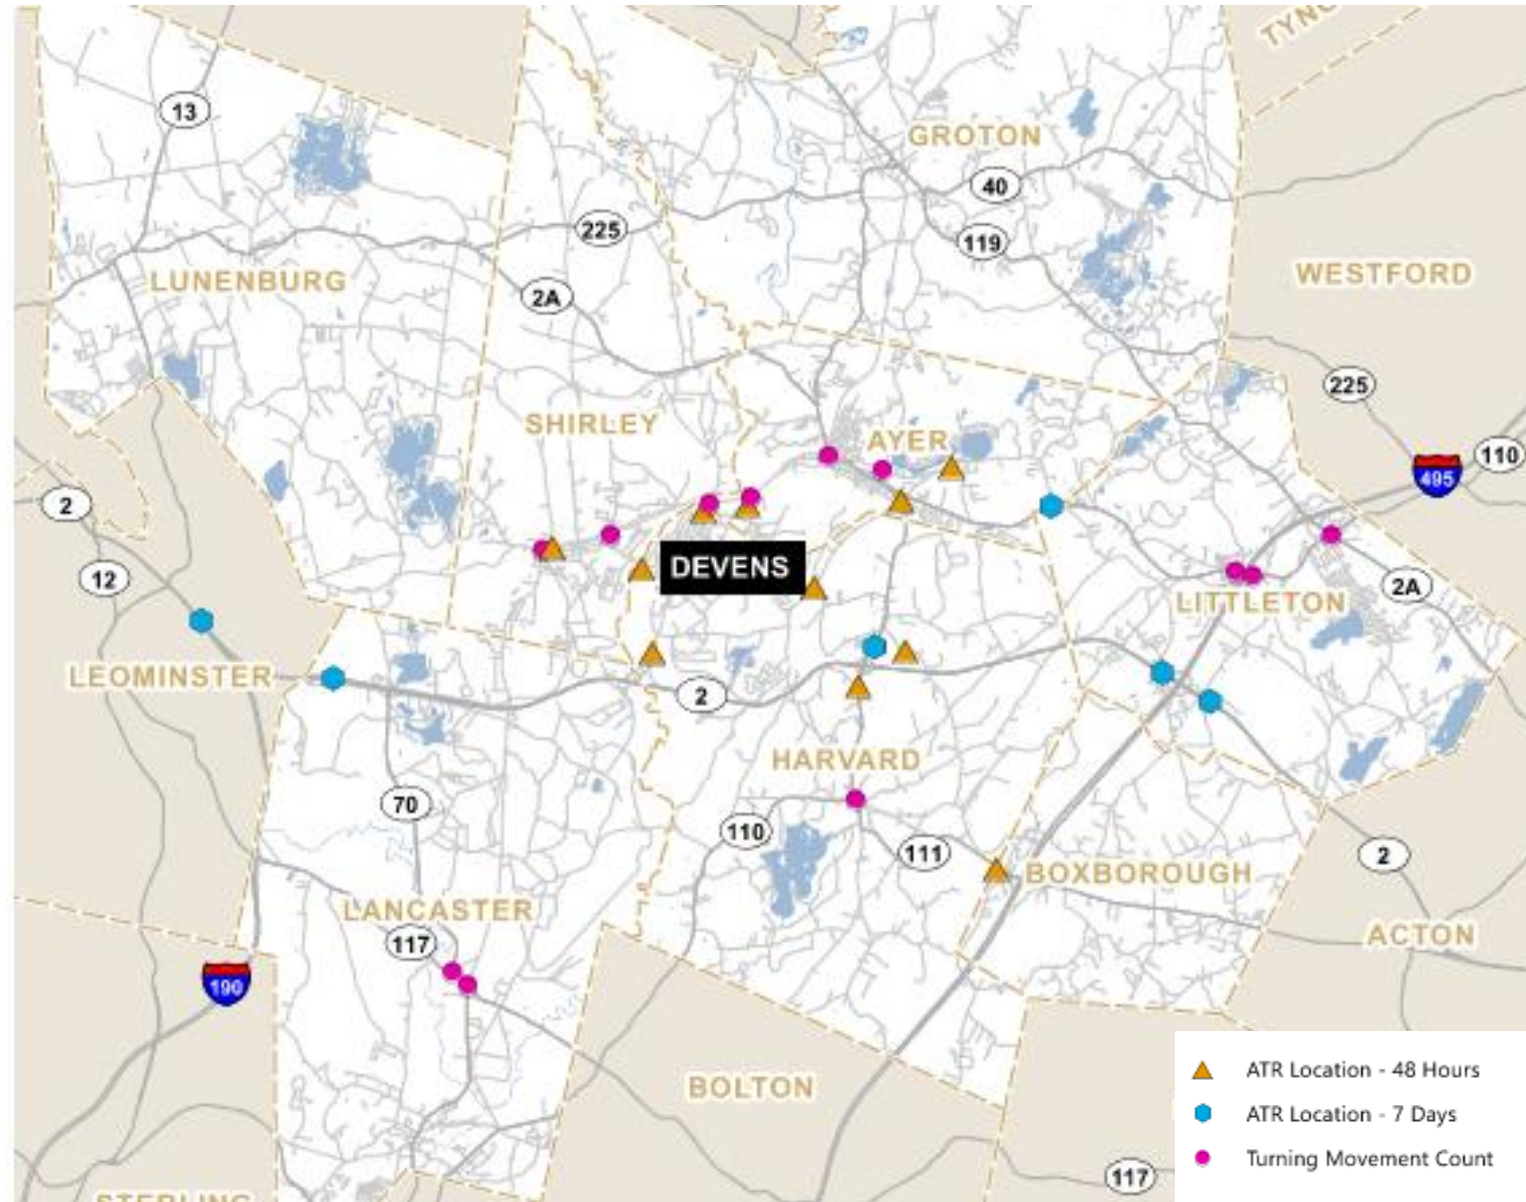 TYNG
13
GROTON
40
225
119
LUNENBURG
WESTFORD
2A
225
SHIRLEY
AYER
110
495
2
DEVENS
12
2A
LITTLETON
LEOMINSTER
2
HARVARD
70
110
111
2
BOXBOROUGH
LANCASTER
117
ACTON
190
BOLTON
ATR Location - 48 Hours
ATR Location - 7 Days
Turning Movement Count
117
STERLING